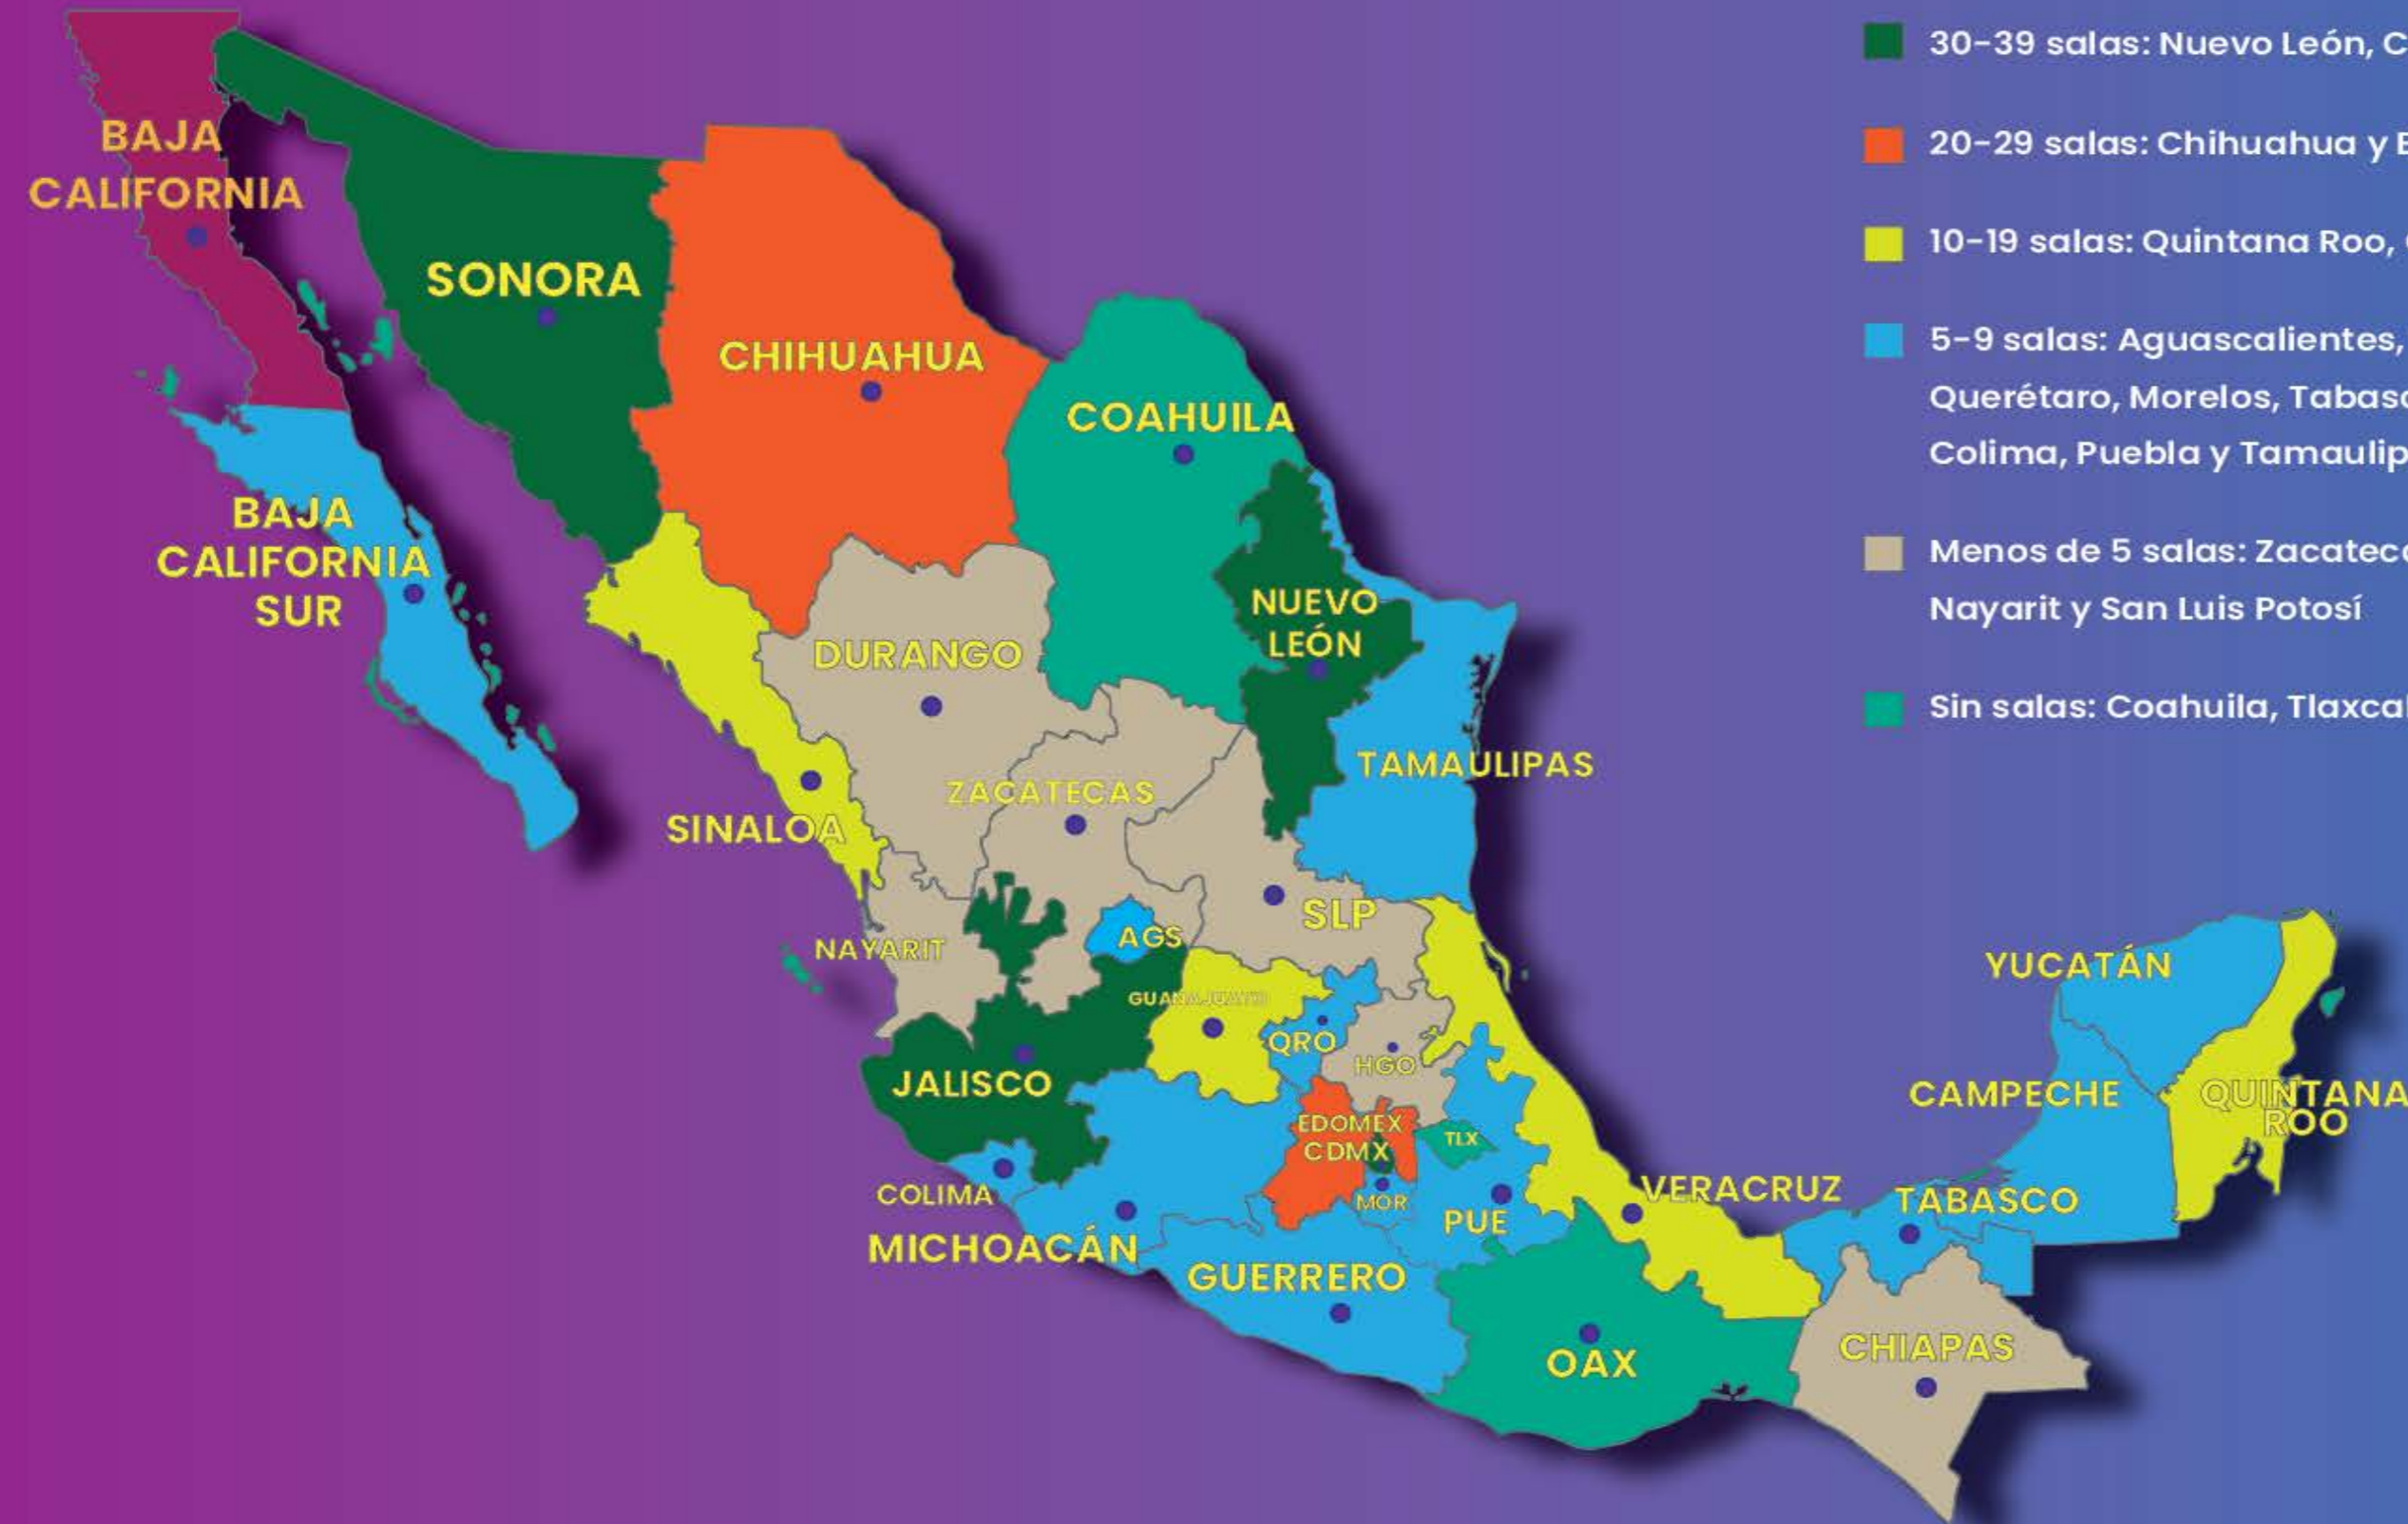 30-39 salas: Nuevo León, C
20-29 salas: Chihuahua y E
10-19 salas: Quintana Roo,
5-9 salas: Aguascalientes,
Querétaro, Morelos, Tabasc
Colima, Puebla y Tamaulip
Menos de 5 salas: Zacatec
Nayarit y San Luis Potosí
Sin salas: Coahuila, Tlaxcal
BAJA
CALIFORNIA
SONORA
CHIHUAHUA
COAHUILA
BAJA
CALIFORNIA
SUR
NUEVO
LEÓN
DURANGO
TAMAULIPAS
ZACATECAS
SINALOA
SLP
AGS
NAYARIT
YUCATÁN
GUANAJUATO
QRO
HGO
JALISCO
CAMPECHE
QUINTANA
ROO
EDOMEX
CDMX
TLX
COLIMA
MOR
VERACRUZ
TABASCO
PUE
MICHOACÁN
GUERRERO
OAX
CHIAPAS